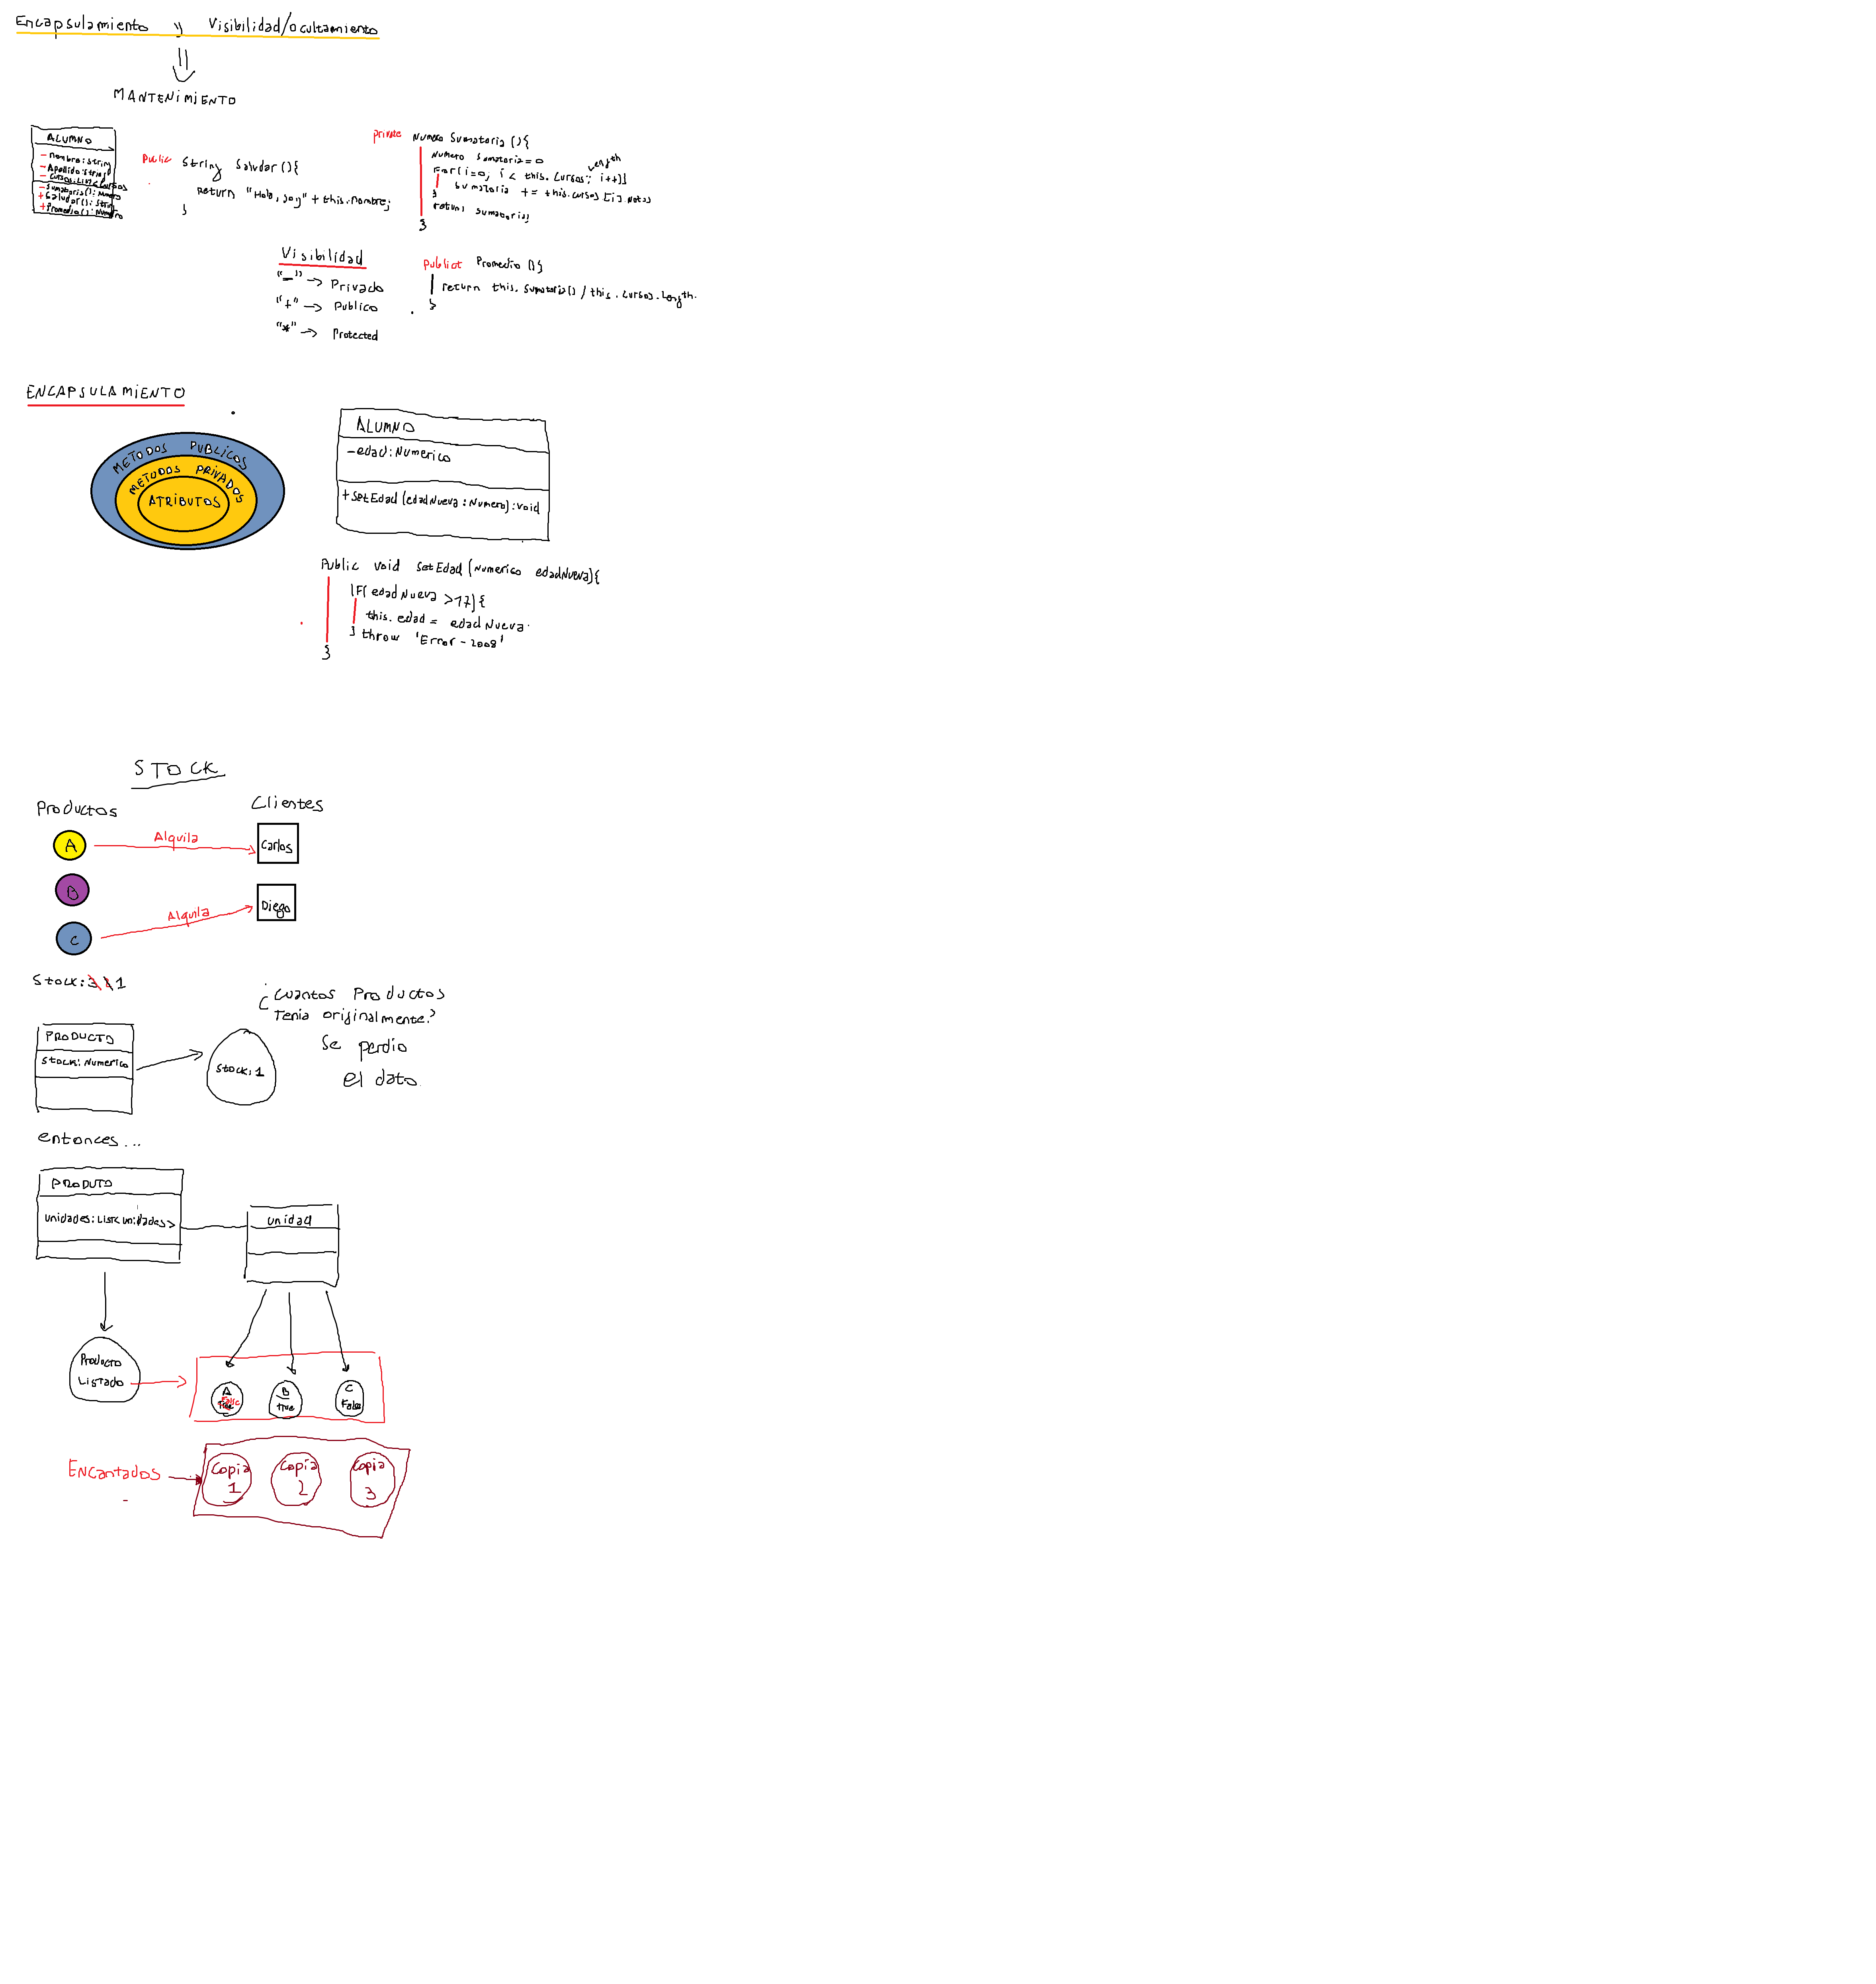 Encapsulamiento y Visibilidad/ocultamiento
MANTENIMIENTO
ALUMNO
- nombre: String
- Apellido: String
- Cursos: List<Cursos
- Sumatoria(): Numero
+ Saludar(): String
+ Promedio(): Numero
Public String Saludar(){
return "Hola, soy" + this.nombre;
}
private Numero Sumatoria (){
Numero Sumatoria = 0
Length
For(i=0, i < this.Cursos; i++){
Sumatoria += this.cursos[i].nota;
}
return sumatoria;
}
Visibilidad
"-" -> Privado
"+" -> Publico
"*" -> Protected
publict Promedio (){
return this.Sumatoria() / this.cursos.Length.
}
ENCAPSULAMIENTO
METODOS PUBLICOS
METODOS PRIVADOS
ATRIBUTOS
ALUMNO
- edad: Numerico
+ SetEdad(edadNueva: Numero): void
Public void SetEdad(Numerico edadNueva){
IF(edadNueva >17){
this.edad = edadNueva.
} throw 'Error-2008'
}
STOCK
Productos
Clientes
A
Alquila
Carlos
B
Diego
Alquila
C
Stock: 3 2 1
¿Cuantos Productos
Tenia originalmente?
Se perdio
el dato
PRODUCTO
Stock: Numerico
Stock: 1
entonces...
PRODUTO
unidades: List<unidades>
unidad
Producto
Listado
A
true
False
B
true
C
False
Encantados
Copia
1
Copia
2
Copia
3